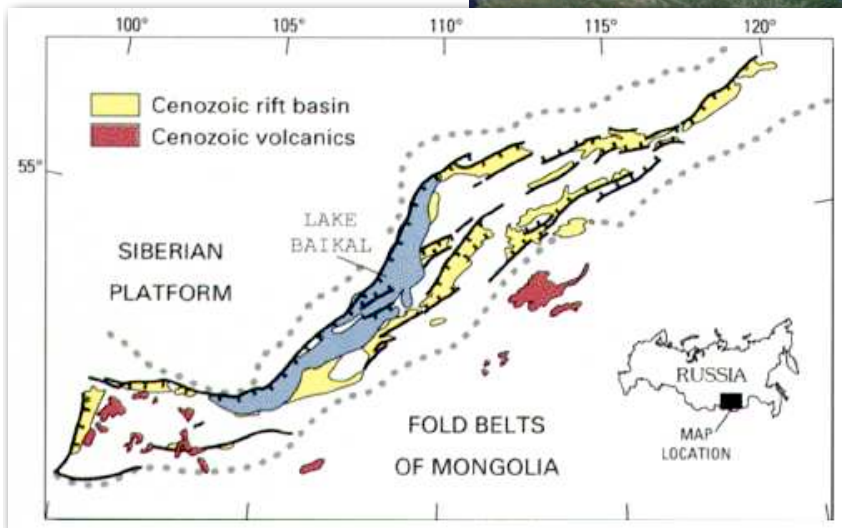 100° 105° 110° 115° 120°
Cenozoic rift basin
Cenozoic volcanics
55°
LAKE
BAIKAL
SIBERIAN
PLATFORM
RUSSIA
MAP
LOCATION
FOLD BELTS
OF MONGOLIA